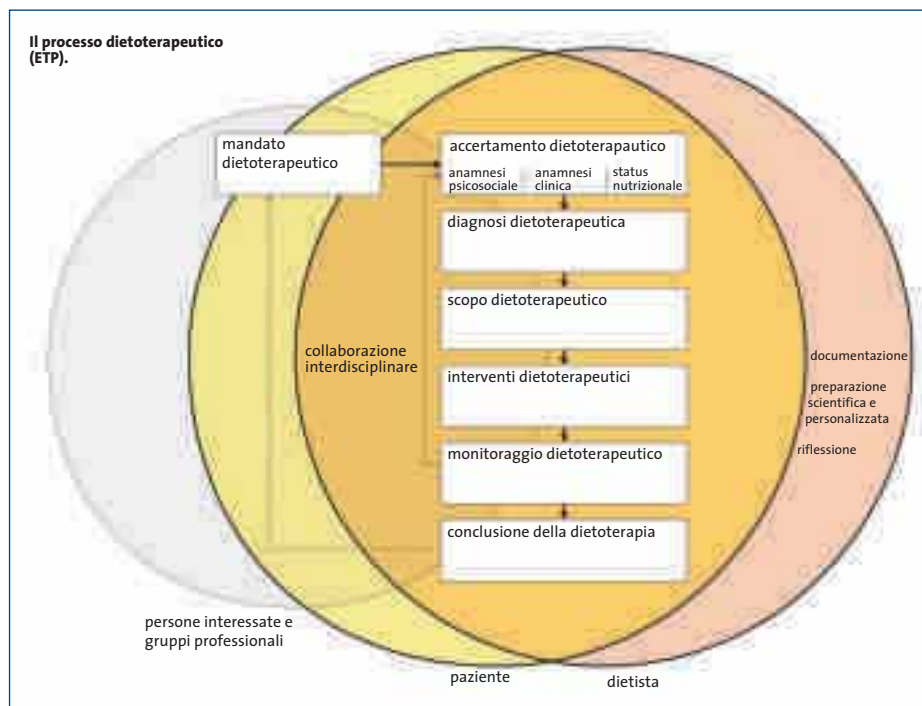 Il processo dietoterapeutico
(ETP).
mandato
dietoterapeutico
accertamento dietoterapautico
anamnesi
psicosociale
anamnesi
clinica
status
nutrizionale
diagnosi dietoterapeutica
scopo dietoterapeutico
collaborazione
interdisciplinare
interventi dietoterapeutici
documentazione
preparazione
scientifica e
personalizzata
riflessione
monitoraggio dietoterapeutico
conclusione della dietoterapia
persone interessate e
gruppi professionali
paziente
dietista